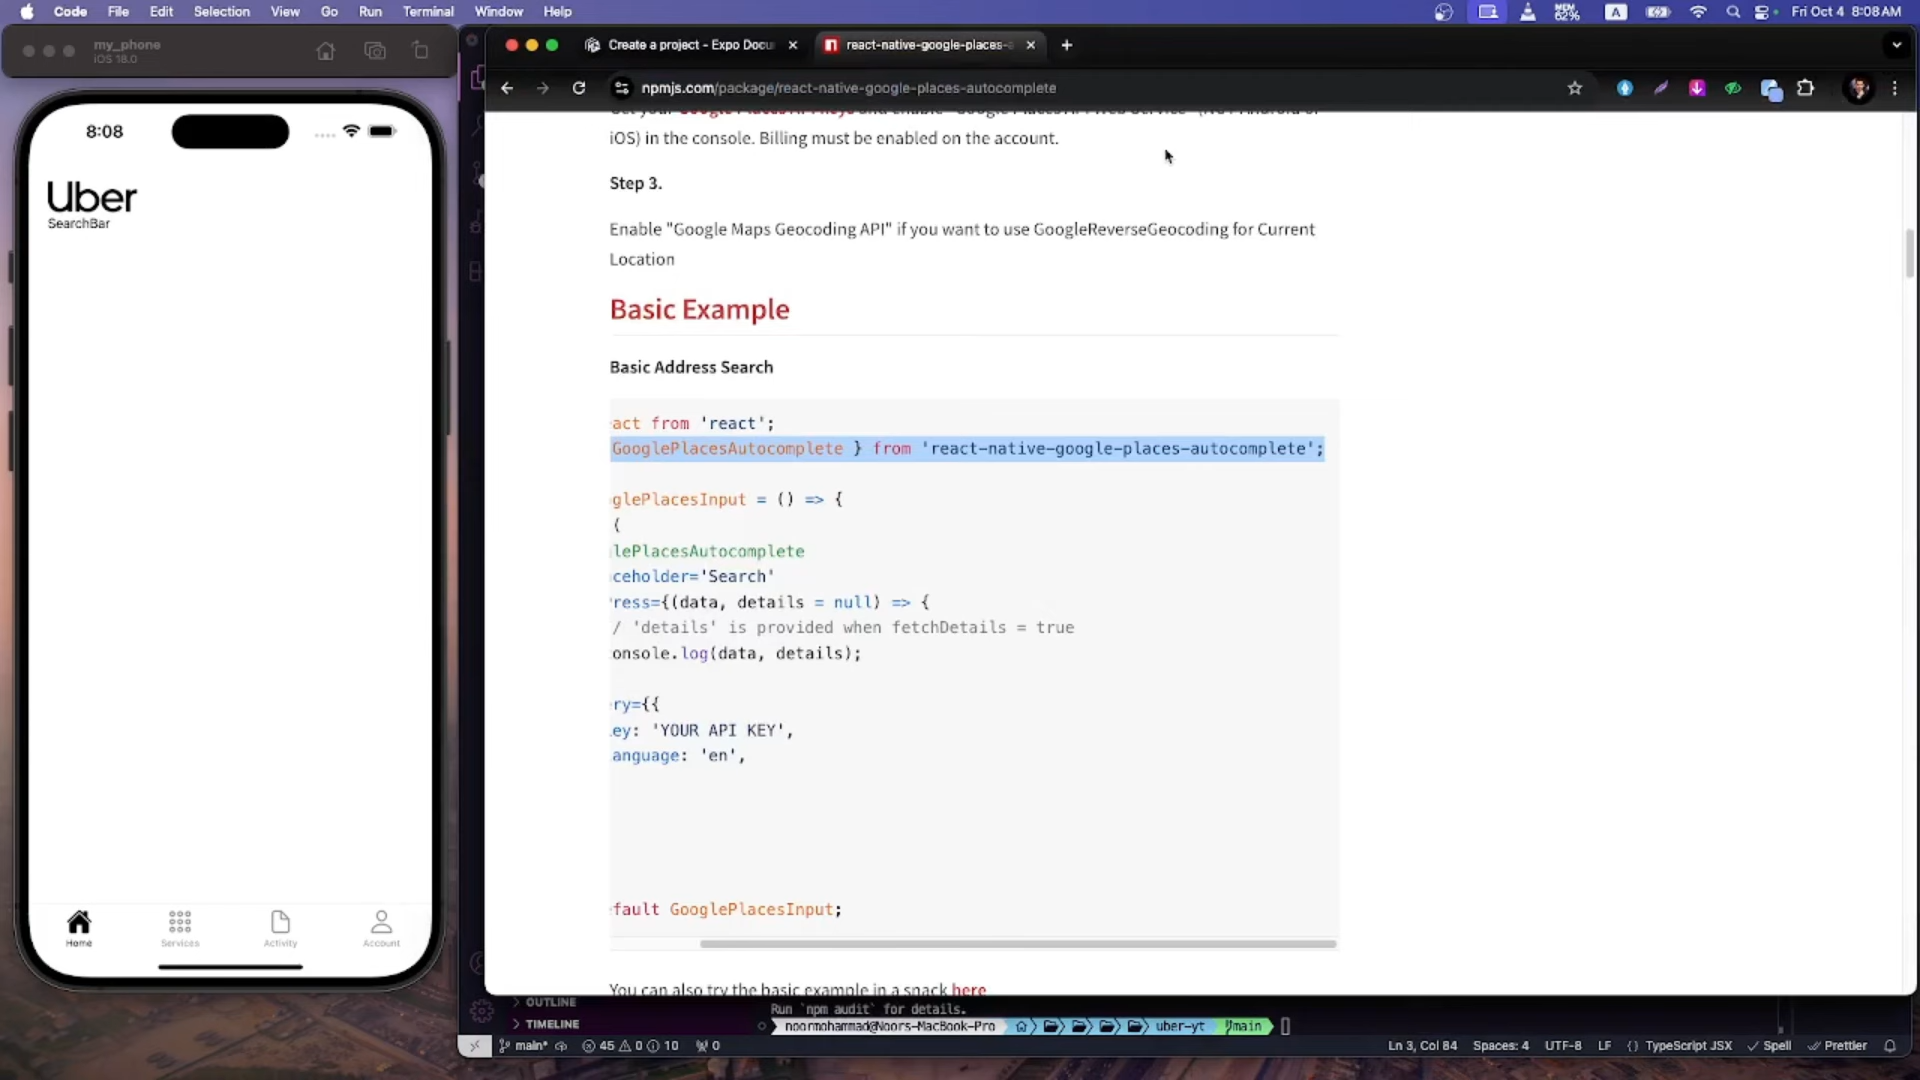 Code File Edit Selection View Go Run Terminal Window Help
MEM 62% A Fri Oct 4 8:08 AM
my_phone
iOS 18.0
Create a project - Expo Docu
react-native-google-places-
npmjs.com/package/react-native-google-places-autocomplete
8:08
Uber
SearchBar
Home
Services
Activity
Account
iOS) in the console. Billing must be enabled on the account.
Step 3.
Enable "Google Maps Geocoding API" if you want to use GoogleReverseGeocoding for Current
Location
Basic Example
Basic Address Search
act from 'react';
GooglePlacesAutocomplete } from 'react-native-google-places-autocomplete';
glePlacesInput = () => {
{
lePlacesAutocomplete
ceholder='Search'
ress={(data, details = null) => {
/ 'details' is provided when fetchDetails = true
onsole.log(data, details);
ry={{
ey: 'YOUR API KEY',
anguage: 'en',
fault GooglePlacesInput;
You can also try the basic example in a snack here
OUTLINE
TIMELINE
Run `npm audit` for details.
noormohammad@Noors-MacBook-Pro uber-yt main
main* 45 0 10 0 Ln 3, Col 84 Spaces: 4 UTF-8 LF {} TypeScript JSX Spell Prettier